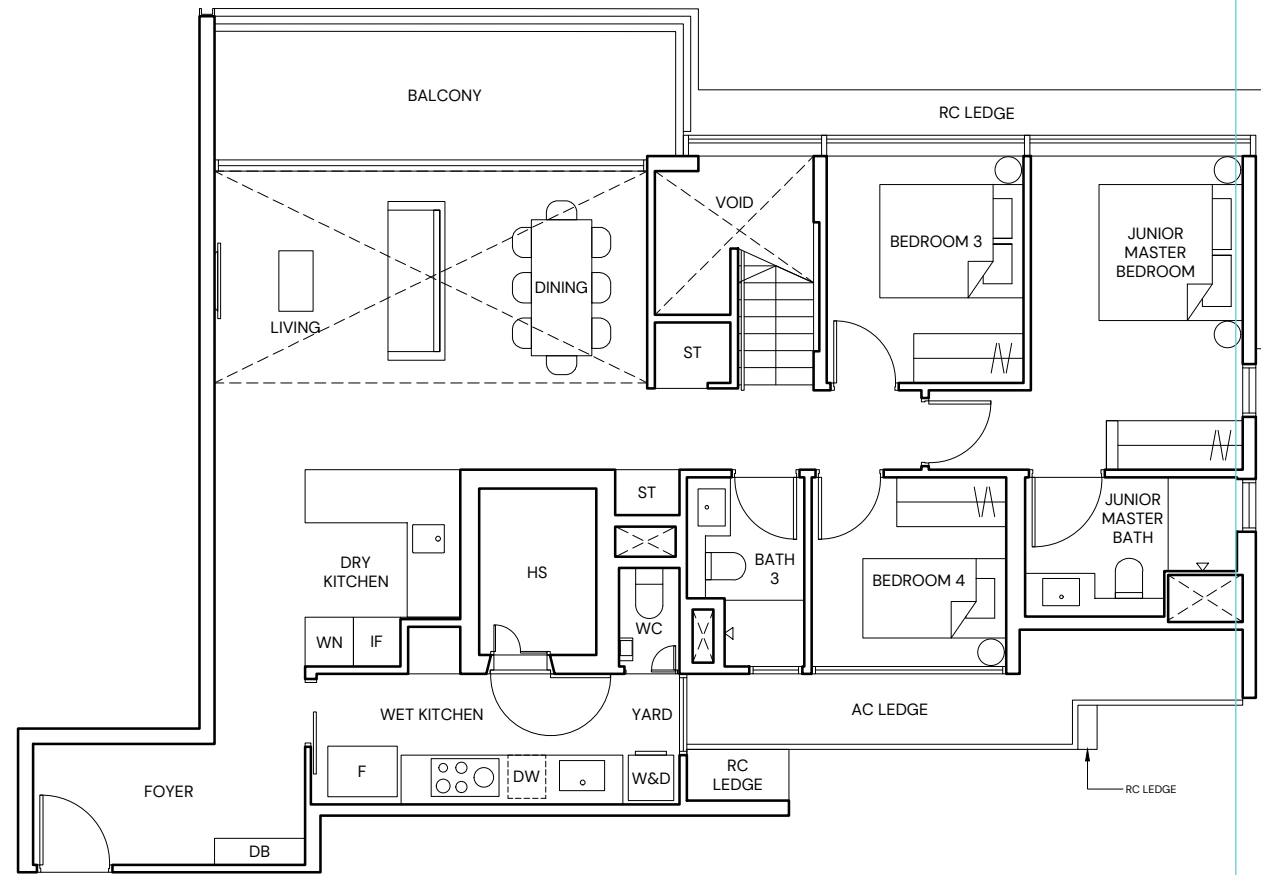 BALCONY
RC LEDGE
VOID
BEDROOM 3
JUNIOR
MASTER
BEDROOM
DINING
LIVING
ST
ST
JUNIOR
MASTER
BATH
DRY
KITCHEN
HS
BATH
3
BEDROOM 4
WC
WN
IF
WET KITCHEN
YARD
AC LEDGE
F
DW
W&D
RC
LEDGE
FOYER
RC LEDGE
DB